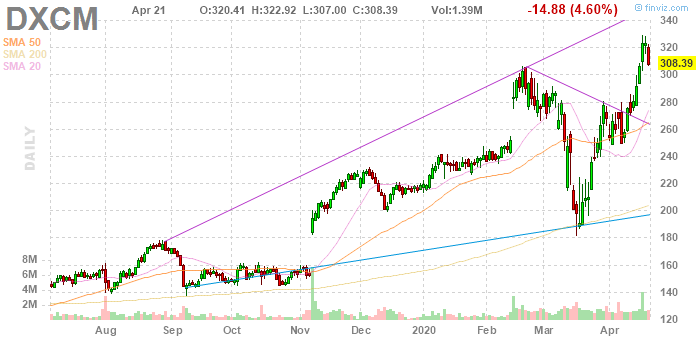 DXCM
Apr 21 O:320.41 H:322.92 L:307.00 C:308.39 Vol:1.39M -14.88 (4.60%)
© finviz.com
SMA 50
SMA 200
SMA 20
DAILY
340
320
308.39
300
280
260
240
220
200
180
160
140
120
8M
6M
4M
2M
Aug Sep Oct Nov Dec 2020 Feb Mar Apr